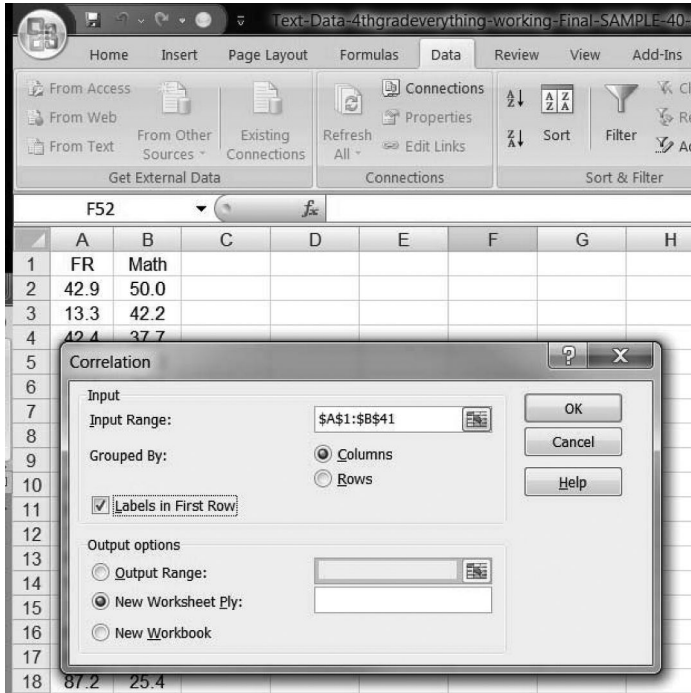 Text-Data-4thgradeeverything-working-Final-SAMPLE-40-
Home Insert Page Layout Formulas Data Review View Add-Ins
From Access
From Web
From Text
From Other
Sources
Existing
Connections
Get External Data
Refresh
All
Connections
Properties
Edit Links
Connections
Sort
Filter
Sort & Filter
F52 fx
A B C D E F G H
1 FR Math
2 42.9 50.0
3 13.3 42.2
4 42.4 37.7
5
6
7
8
9
10
11
12
13
14
15
16
17
18 87.2 25.4
Correlation
Input
Input Range: $A$1:$B$41
Grouped By: Columns
Rows
Labels in First Row
Output options
Output Range:
New Worksheet Ply:
New Workbook
OK
Cancel
Help